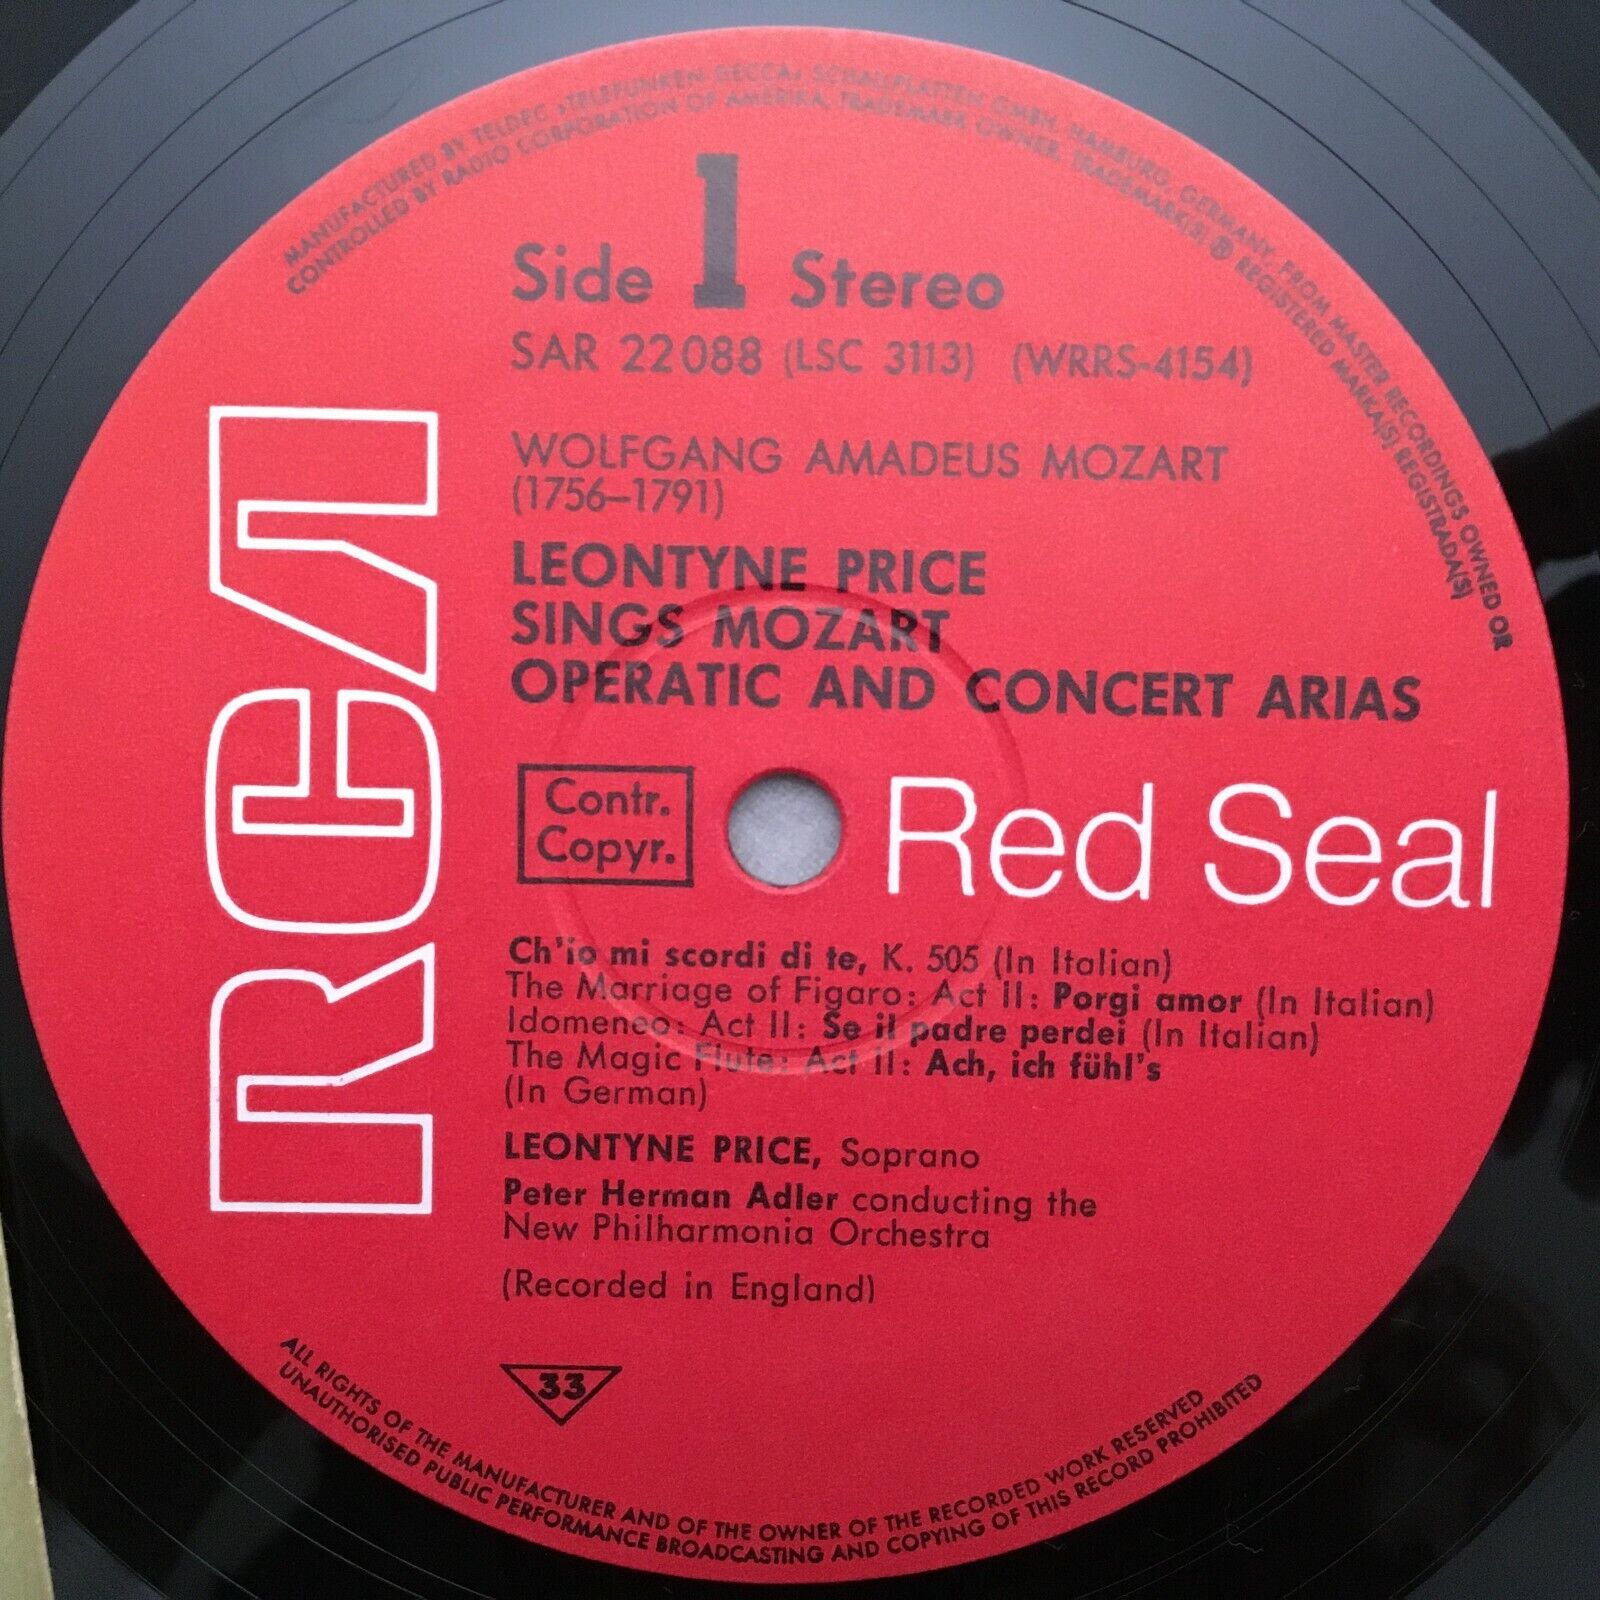 MANUFACTURED BY TELDEC »TELEFUNKEN-DECCA« SCHALLPLATTEN GMBH, HAMBURG, GERMANY, FROM MASTER RECORDINGS OWNED OR
CONTROLLED BY RADIO CORPORATION OF AMERIKA, TRADEMARK OWNER, TRADEMARK(S) ® REGISTERED MARKA(S) REGISTRADA(S)
Side 1 Stereo
SAR 22088 (LSC 3113) (WRRS-4154)
WOLFGANG AMADEUS MOZART
(1756–1791)
LEONTYNE PRICE
SINGS MOZART
OPERATIC AND CONCERT ARIAS
RCA
Contr.
Copyr.
Red Seal
Ch'io mi scordi di te, K. 505 (In Italian)
The Marriage of Figaro: Act II: Porgi amor (In Italian)
Idomeneo: Act II: Se il padre perdei (In Italian)
The Magic Flute: Act II: Ach, ich fühl's
(In German)
LEONTYNE PRICE, Soprano
Peter Herman Adler conducting the
New Philharmonia Orchestra
(Recorded in England)
33
ALL RIGHTS OF THE MANUFACTURER AND OF THE OWNER OF THE RECORDED WORK RESERVED
UNAUTHORISED PUBLIC PERFORMANCE BROADCASTING AND COPYING OF THIS RECORD PROHIBITED